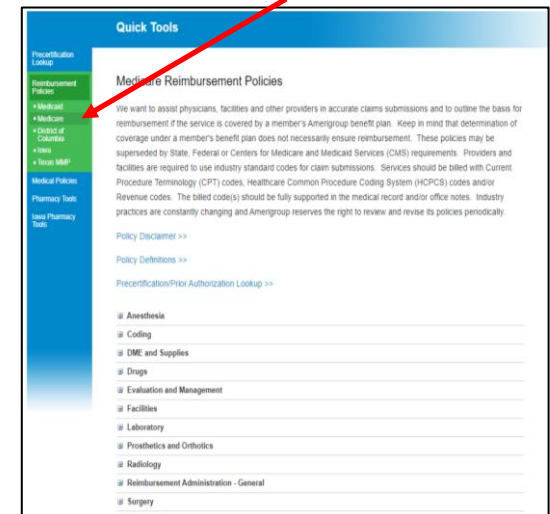 Quick Tools
Precertification
Lookup
Reimbursement
Policies
• Medicaid
• Medicare
• District of
Columbia
• Iowa
• Texas MMP
Medical Policies
Pharmacy Tools
Iowa Pharmacy
Tools
Medicare Reimbursement Policies
We want to assist physicians, facilities and other providers in accurate claims submissions and to outline the basis for
reimbursement if the service is covered by a member's Amerigroup benefit plan. Keep in mind that determination of
coverage under a member's benefit plan does not necessarily ensure reimbursement. These policies may be
superseded by State, Federal or Centers for Medicare and Medicaid Services (CMS) requirements. Providers and
facilities are required to use industry standard codes for claim submissions. Services should be billed with Current
Procedure Terminology (CPT) codes, Healthcare Common Procedure Coding System (HCPCS) codes and/or
Revenue codes. The billed code(s) should be fully supported in the medical record and/or office notes. Industry
practices are constantly changing and Amerigroup reserves the right to review and revise its policies periodically.
Policy Disclaimer >>
Policy Definitions >>
Precertification/Prior Authorization Lookup >>
Anesthesia
Coding
DME and Supplies
Drugs
Evaluation and Management
Facilities
Laboratory
Prosthetics and Orthotics
Radiology
Reimbursement Administration - General
Surgery